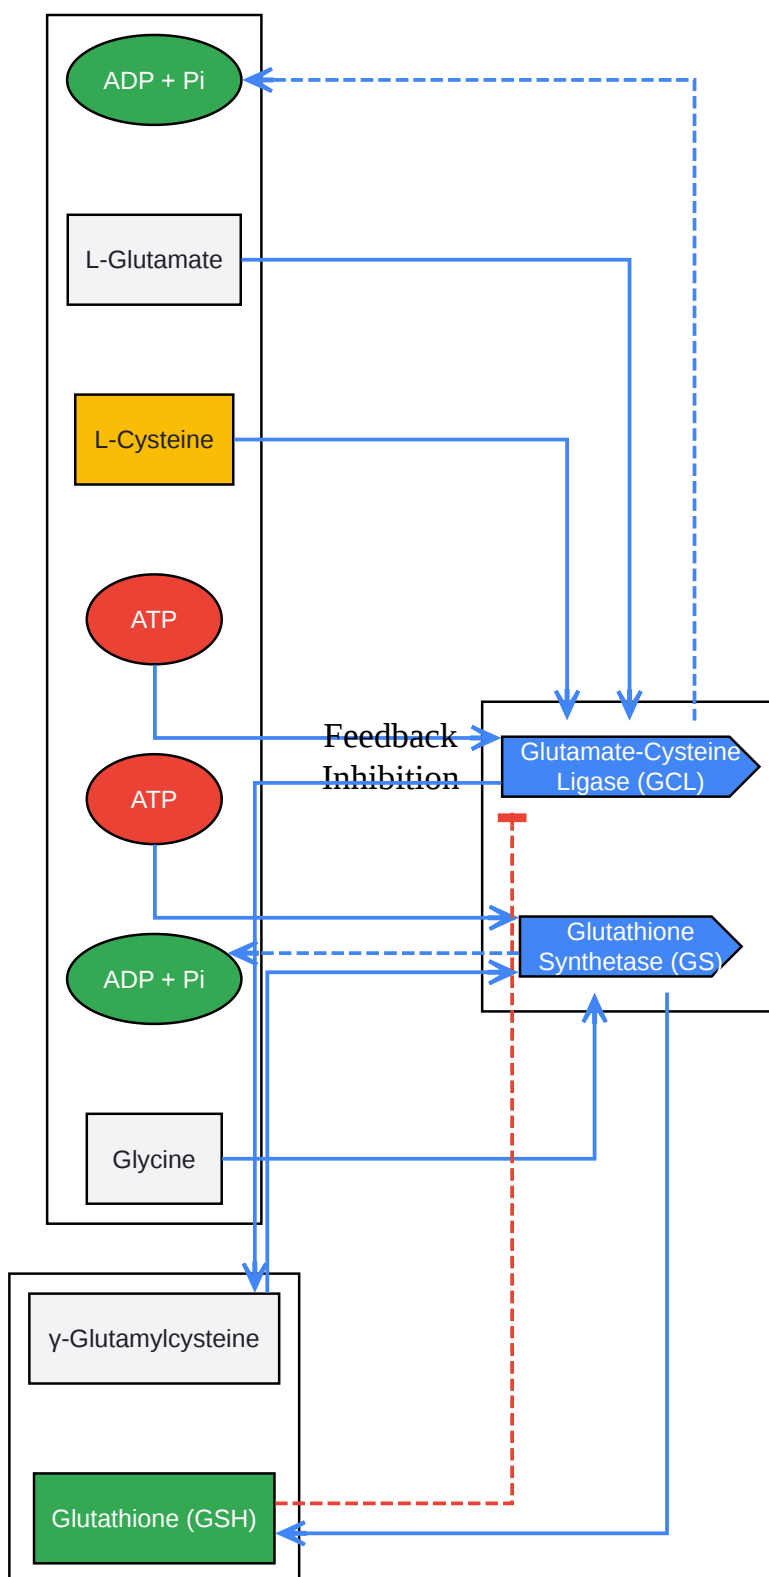 ADP + Pi
L-Glutamate
L-Cysteine
ATP
Feedback
Inhibition
Glutamate-Cysteine
Ligase (GCL)
ATP
Glutathione
Synthetase (GS)
ADP + Pi
Glycine
γ-Glutamylcysteine
Glutathione (GSH)